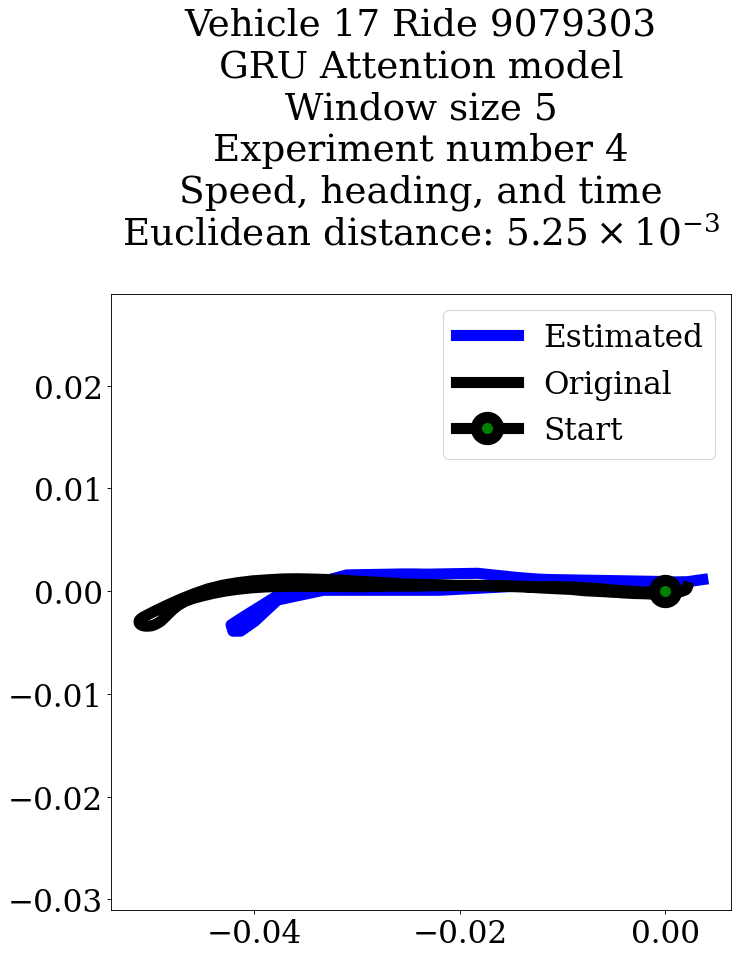 Vehicle 17 Ride 9079303
GRU Attention model
Window size 5
Experiment number 4
Speed, heading, and time
Euclidean distance: 5.25 × 10⁻³
Estimated
Original
Start
0.02
0.01
0.00
−0.01
−0.02
−0.03
−0.04
−0.02
0.00